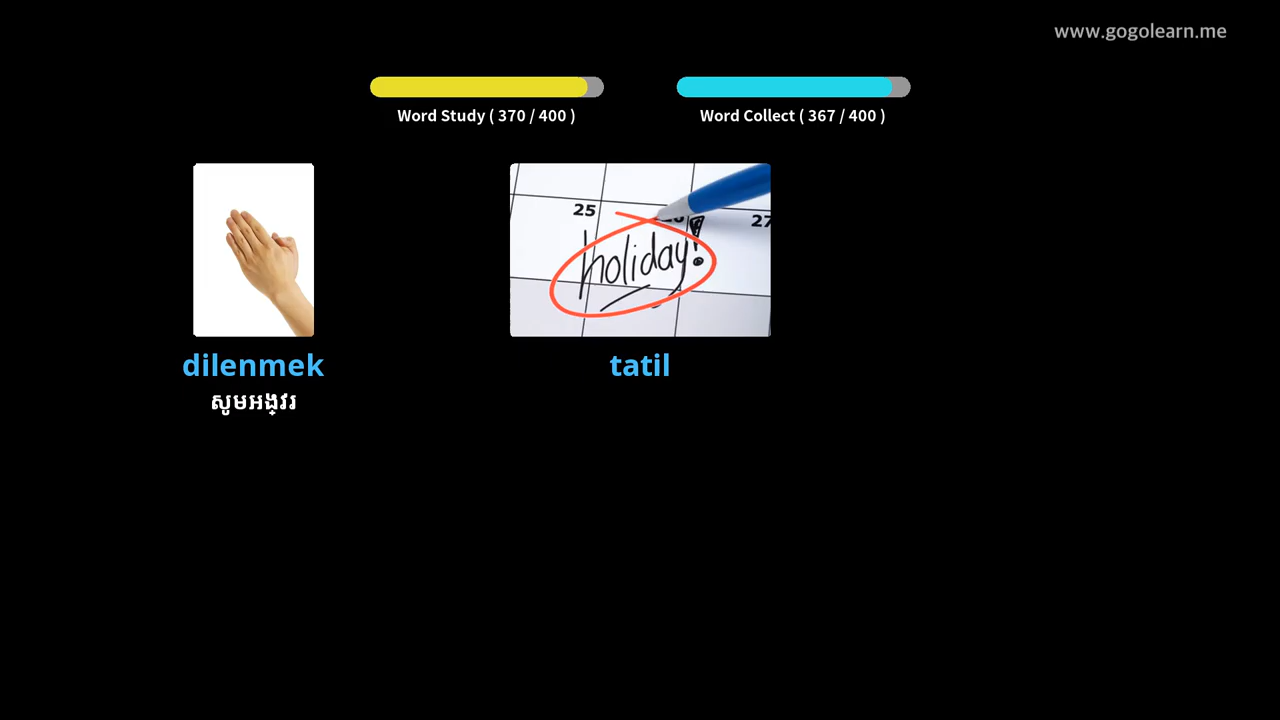 www.gogolearn.me
Word Study ( 370 / 400 )
Word Collect ( 367 / 400 )
25
27
holiday!
dilenmek
tatil
សូមអង្វរ